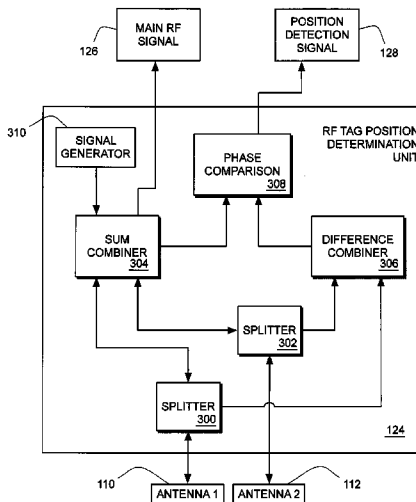 MAIN RF
SIGNAL
126
POSITION
DETECTION
SIGNAL
128
310
SIGNAL
GENERATOR
RF TAG POSITION
DETERMINATION
UNIT
PHASE
COMPARISON
308
SUM
COMBINER
304
DIFFERENCE
COMBINER
306
SPLITTER
302
SPLITTER
300
124
110
ANTENNA 1
ANTENNA 2
112